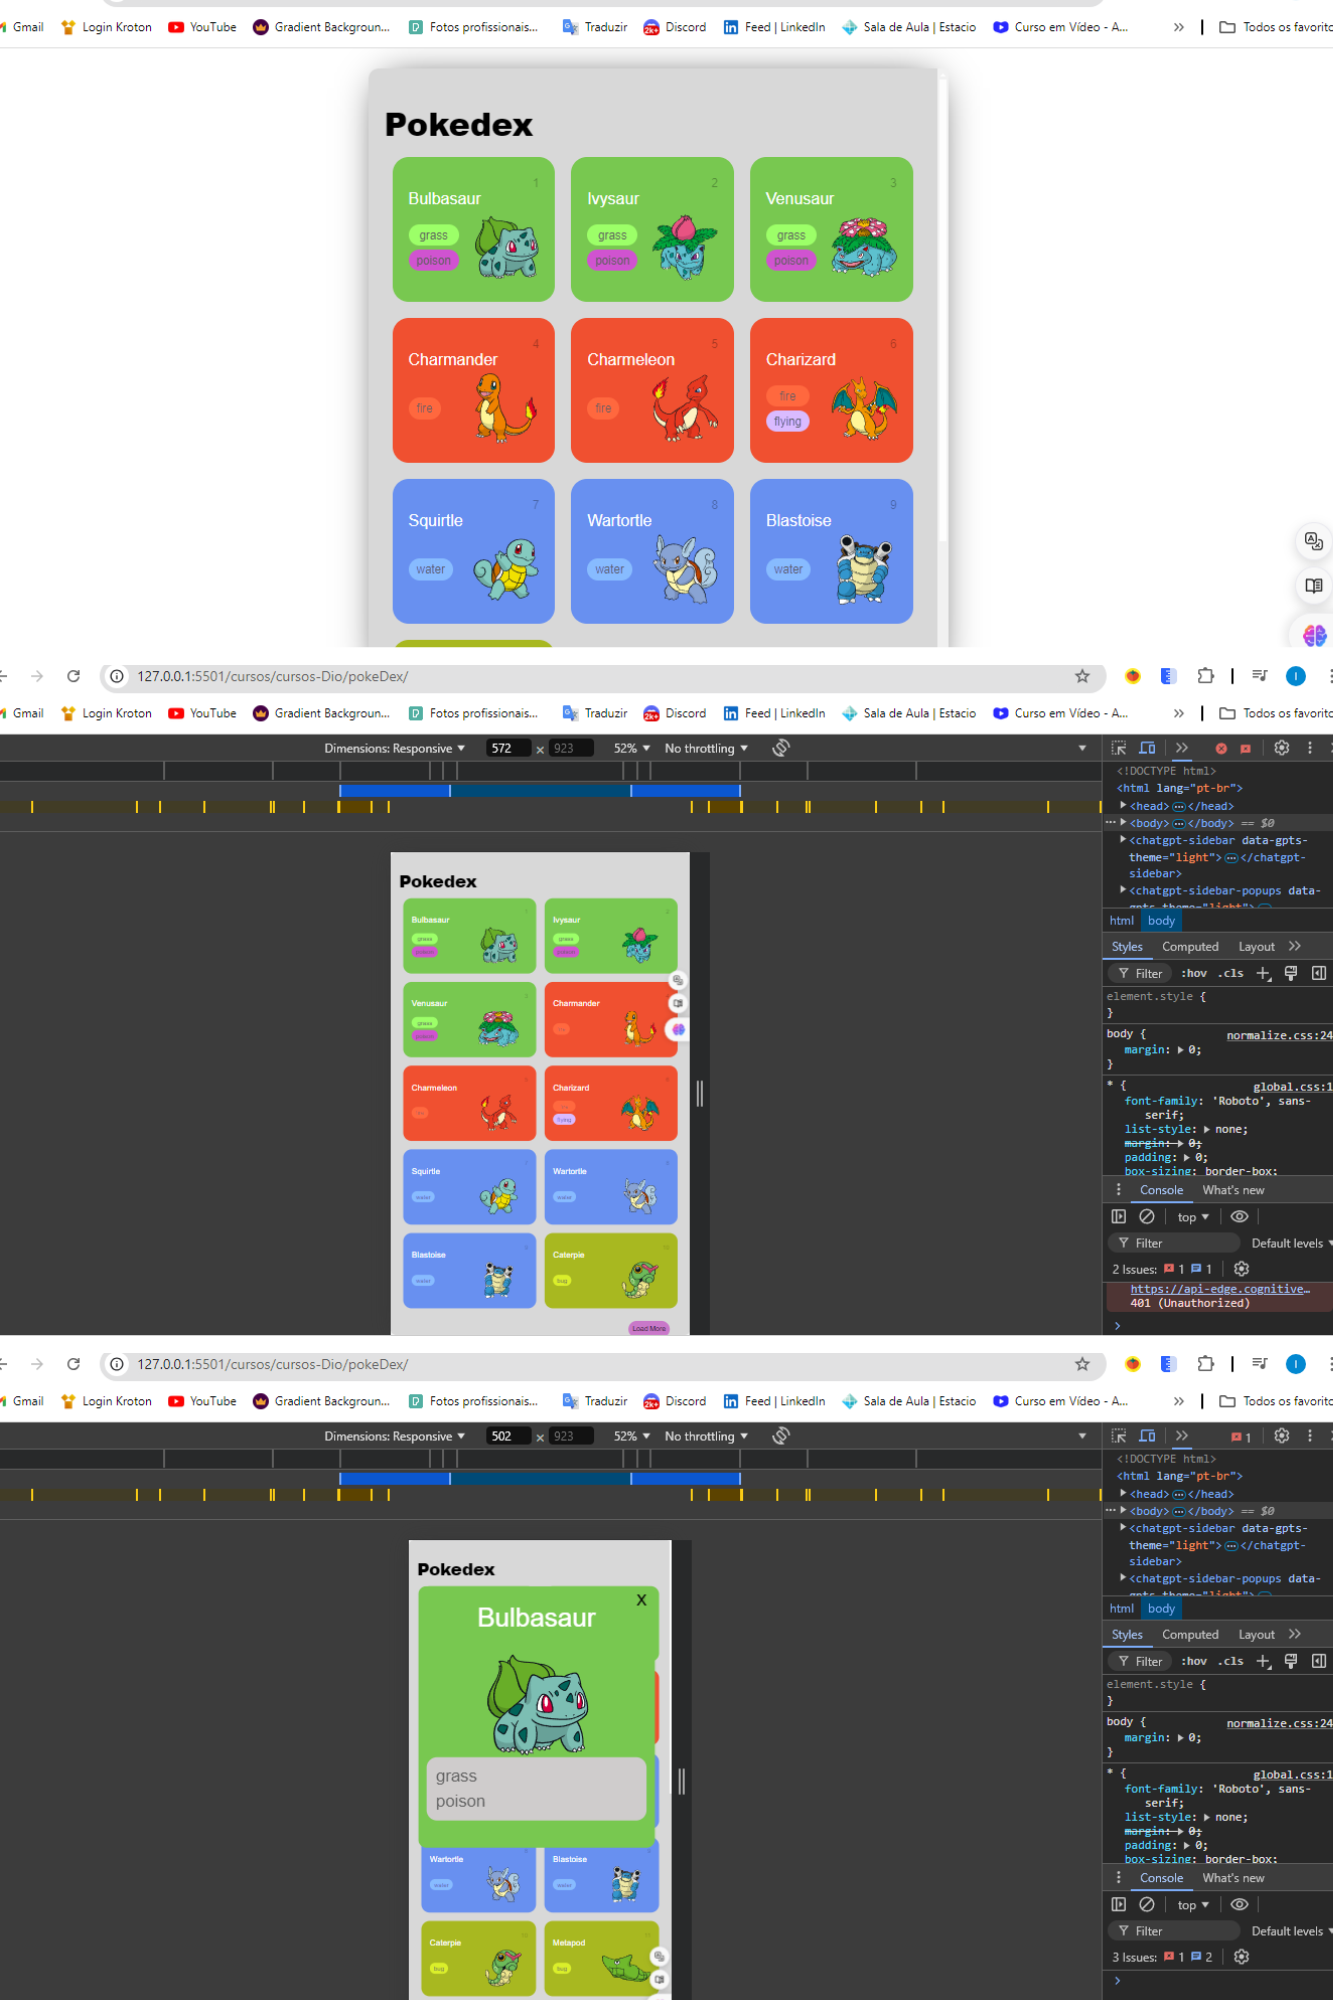 Gmail Login Kroton YouTube Gradient Backgroun... Fotos profissionais... Traduzir Discord Feed | LinkedIn Sala de Aula | Estacio Curso em Vídeo - A... » Todos os favorito
Pokedex
1 2 3
Bulbasaur Ivysaur Venusaur
grass grass grass
poison poison poison
4 5 6
Charmander Charmeleon Charizard
fire
fire fire
flying
7 8 9
Squirtle Wartortle Blastoise
water water water
127.0.0.1:5501/cursos/cursos-Dio/pokeDex/
Gmail Login Kroton YouTube Gradient Backgroun... Fotos profissionais... Traduzir Discord Feed | LinkedIn Sala de Aula | Estacio Curso em Vídeo - A... » Todos os favorito
Dimensions: Responsive 572 x 923 52% No throttling
<!DOCTYPE html>
<html lang="pt-br">
<head> ... </head>
... <body> ... </body> == $0
<chatgpt-sidebar data-gpts-
theme="light"> ... </chatgpt-
sidebar>
<chatgpt-sidebar-popups data-
gpts-theme="light"> ...
html body
Styles Computed Layout »
Filter :hov .cls
element.style {
}
body { normalize.css:24
margin: 0;
}
* { global.css:1
font-family: 'Roboto', sans-
serif;
list-style: none;
margin: 0;
padding: 0;
box-sizing: border-box;
Console What's new
top
Filter Default levels
2 Issues: 1 1
https://api-edge.cognitive...
401 (Unauthorized)
>
Pokedex
Bulbasaur Ivysaur
grass grass
poison poison
Venusaur Charmander
grass
poison
Charmeleon Charizard
flying
Squirtle Wartortle
water water
Blastoise Caterpie
water bug
Load More
127.0.0.1:5501/cursos/cursos-Dio/pokeDex/
Gmail Login Kroton YouTube Gradient Backgroun... Fotos profissionais... Traduzir Discord Feed | LinkedIn Sala de Aula | Estacio Curso em Vídeo - A... » Todos os favorito
Dimensions: Responsive 502 x 923 52% No throttling
1
<!DOCTYPE html>
<html lang="pt-br">
<head> ... </head>
... <body> ... </body> == $0
<chatgpt-sidebar data-gpts-
theme="light"> ... </chatgpt-
sidebar>
<chatgpt-sidebar-popups data-
gpts-theme="light"> ...
html body
Styles Computed Layout »
Filter :hov .cls
element.style {
}
body { normalize.css:24
margin: 0;
}
* { global.css:1
font-family: 'Roboto', sans-
serif;
list-style: none;
margin: 0;
padding: 0;
box-sizing: border-box;
Console What's new
top
Filter Default levels
3 Issues: 1 2
>
Pokedex
X
Bulbasaur
grass
poison
Wartortle Blastoise
water water
Caterpie Metapod
bug bug